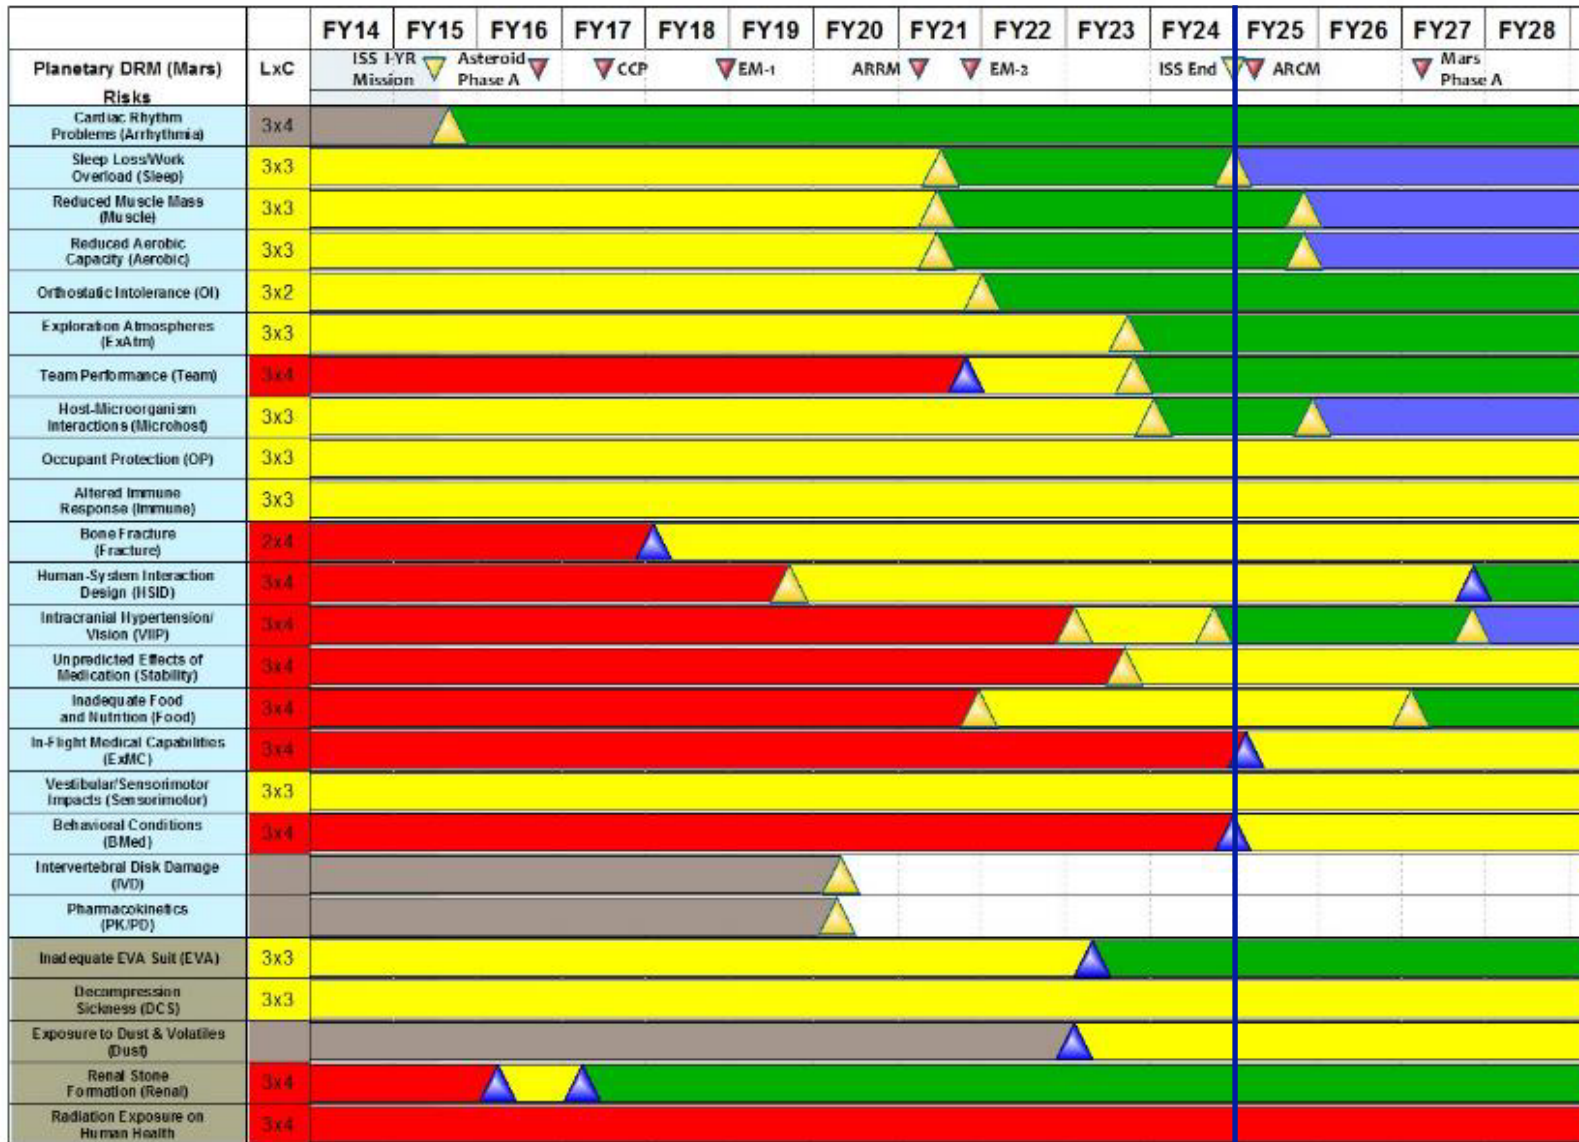 FY14 FY15 FY16 FY17 FY18 FY19 FY20 FY21 FY22 FY23 FY24 FY25 FY26 FY27 FY28
Planetary DRM (Mars)
Risks
LxC
ISS 1-YR
Mission
Asteroid
Phase A
CCP
EM-1
ARRM
EM-2
ISS End
ARCM
Mars
Phase A
Cardiac Rhythm
Problems (Arrhythmia)
3x4
Sleep Loss/Work
Overload (Sleep)
3x3
Reduced Muscle Mass
(Muscle)
3x3
Reduced Aerobic
Capacity (Aerobic)
3x3
Orthostatic Intolerance (OI)
3x2
Exploration Atmospheres
(ExAtm)
3x3
Team Performance (Team)
3x4
Host-Microorganism
Interactions (Microhost)
3x3
Occupant Protection (OP)
3x3
Altered Immune
Response (Immune)
3x3
Bone Fracture
(Fracture)
2x4
Human-System Interaction
Design (HSID)
3x4
Intracranial Hypertension/
Vision (VIIP)
3x4
Unpredicted Effects of
Medication (Stability)
3x4
Inadequate Food
and Nutrition (Food)
3x4
In-Flight Medical Capabilities
(ExMC)
3x4
Vestibular/Sensorimotor
Impacts (Sensorimotor)
3x3
Behavioral Conditions
(BMed)
3x4
Intervertebral Disk Damage
(IVD)
Pharmacokinetics
(PK/PD)
Inadequate EVA Suit (EVA)
3x3
Decompression
Sickness (DCS)
3x3
Exposure to Dust & Volatiles
(Dust)
Renal Stone
Formation (Renal)
3x4
Radiation Exposure on
Human Health
3x4